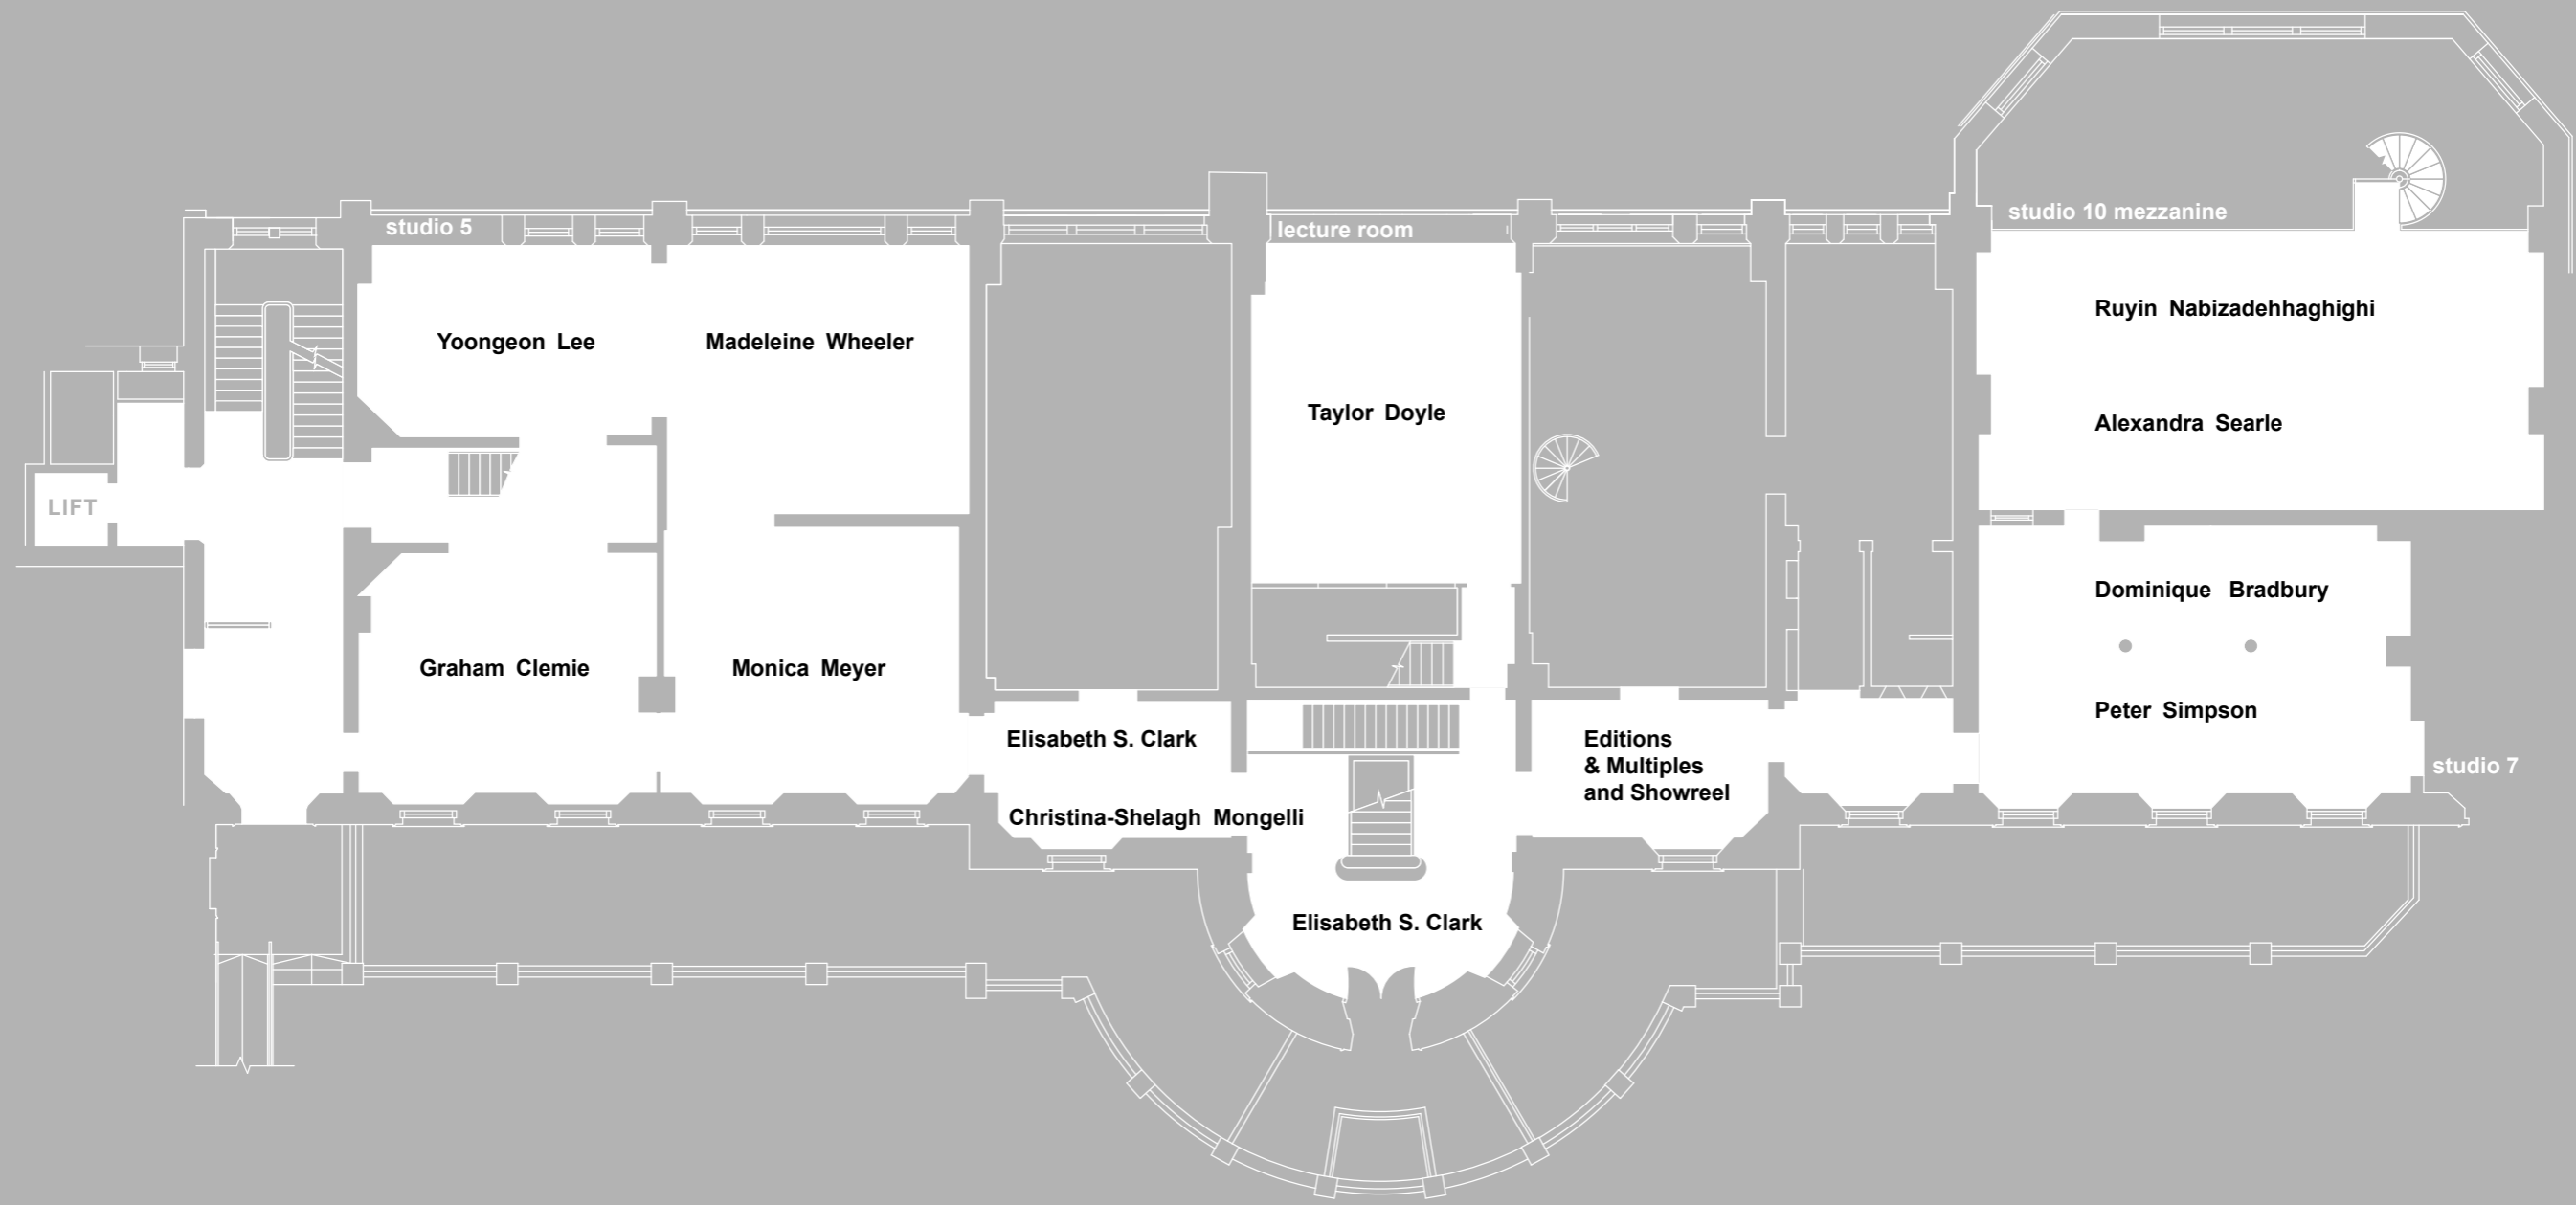 studio 10 mezzanine
studio 5
lecture room
Ruyin Nabizadehhaghighi
Yoongeon Lee
Madeleine Wheeler
Taylor Doyle
Alexandra Searle
LIFT
Dominique Bradbury
Graham Clemie
Monica Meyer
Peter Simpson
Elisabeth S. Clark
Editions
& Multiples
and Showreel
studio 7
Christina-Shelagh Mongelli
Elisabeth S. Clark